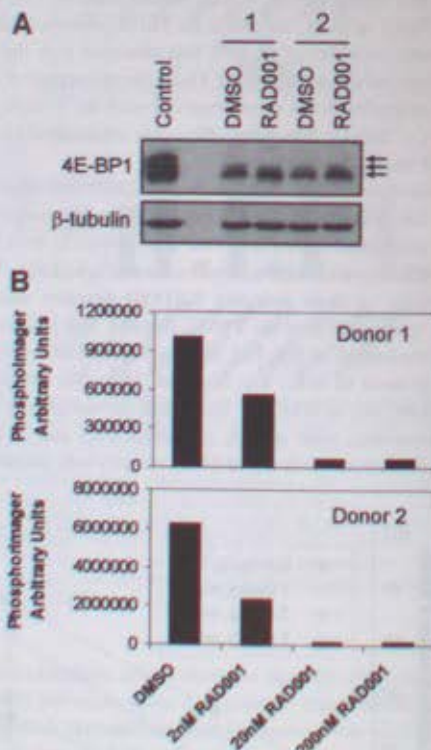 A
1 2
Control
DMSO
RAD001
DMSO
RAD001
4E-BP1
β-tubulin
B
Donor 1
Phosphoimager
Arbitrary Units
1200000
900000
600000
300000
0
Donor 2
Phosphorimager
Arbitrary Units
8000000
6000000
4000000
2000000
0
DMSO
2nM RAD001
20nM RAD001
200nM RAD001